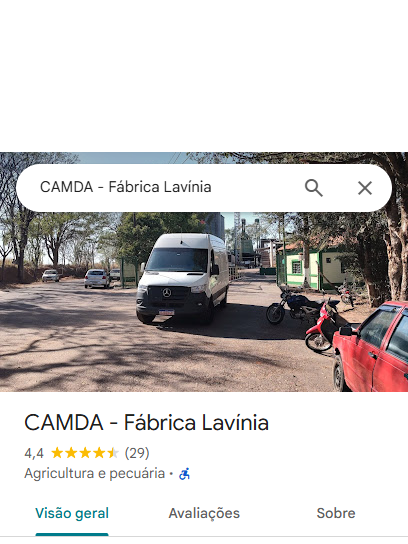 CAMDA - Fábrica Lavínia
CAMDA - Fábrica Lavínia
4,4 (29)
Agricultura e pecuária ·
Visão geral Avaliações Sobre